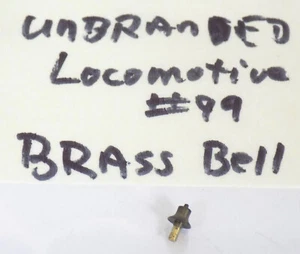 UnBRAnDED
Locomotive
#99
BRAss Bell